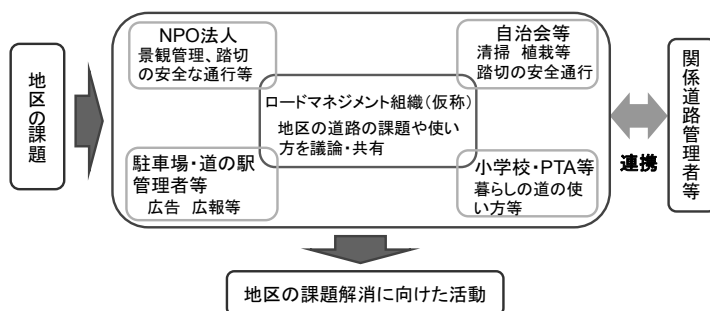 NPO法人
景観管理、踏切
の安全な通行等
自治会等
清掃 植栽等
踏切の安全通行
地区の課題
ロードマネジメント組織(仮称)
地区の道路の課題や使い
方を議論・共有
関係道路管理者等
連携
駐車場・道の駅
管理者等
広告 広報等
小学校・PTA等
暮らしの道の使
い方等
地区の課題解消に向けた活動